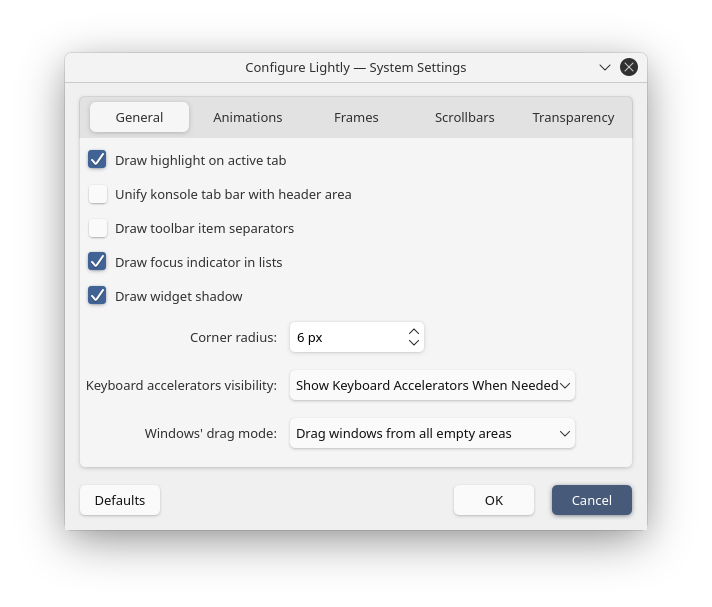 Configure Lightly — System Settings
General Animations Frames Scrollbars Transparency
Draw highlight on active tab
Unify konsole tab bar with header area
Draw toolbar item separators
Draw focus indicator in lists
Draw widget shadow
Corner radius: 6 px
Keyboard accelerators visibility: Show Keyboard Accelerators When Needed
Windows' drag mode: Drag windows from all empty areas
Defaults OK Cancel